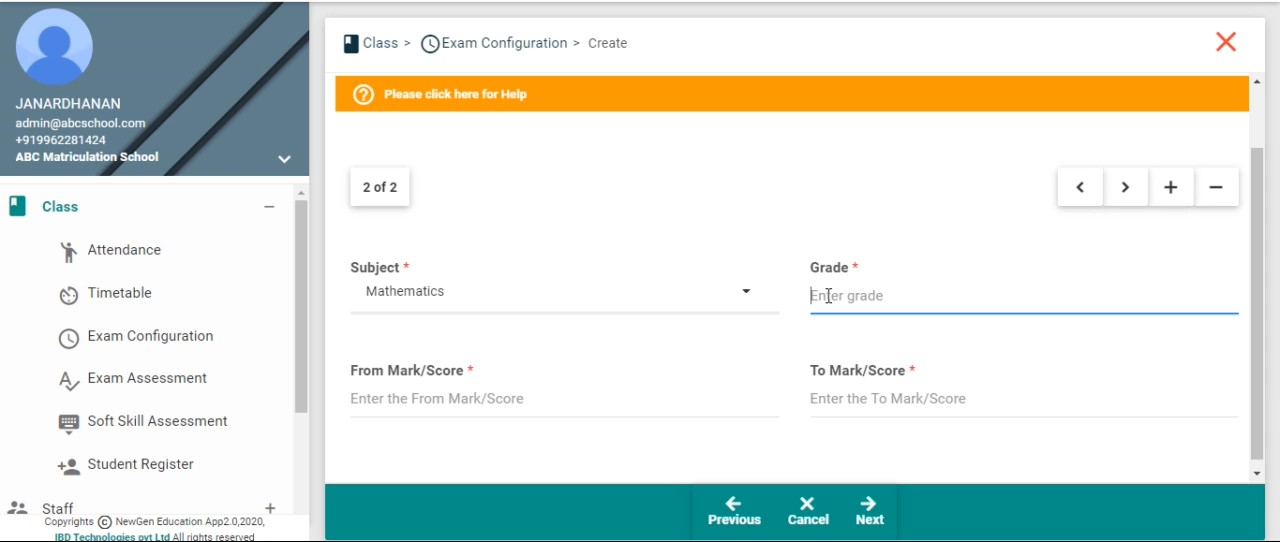 JANARDHANAN
admin@abcschool.com
+919962281424
ABC Matriculation School
Class
Attendance
Timetable
Exam Configuration
Exam Assessment
Soft Skill Assessment
Student Register
Staff
Copyrights © NewGen Education App2.0,2020,
IBD Technologies pvt Ltd All rights reserved
Class > Exam Configuration > Create
Please click here for Help
2 of 2
Subject * Grade *
Mathematics Enter grade
From Mark/Score * To Mark/Score *
Enter the From Mark/Score Enter the To Mark/Score
Previous Cancel Next